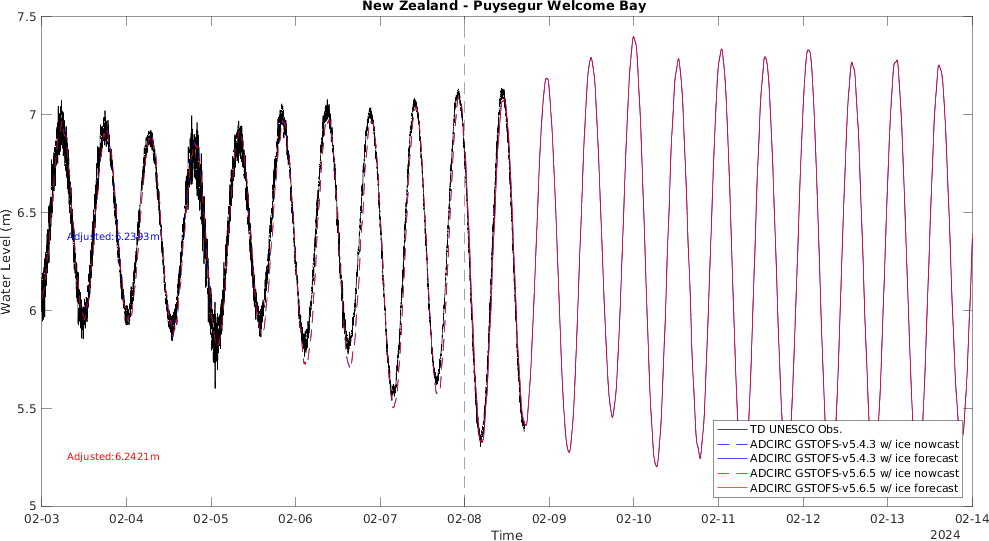 New Zealand - Puysegur Welcome Bay
7.5
7
6.5
6
5.5
5
Water Level (m)
Adjusted:6.2393m
Adjusted:6.2421m
TD UNESCO Obs.
ADCIRC GSTOFS-v5.4.3 w/ ice nowcast
ADCIRC GSTOFS-v5.4.3 w/ ice forecast
ADCIRC GSTOFS-v5.6.5 w/ ice nowcast
ADCIRC GSTOFS-v5.6.5 w/ ice forecast
02-03 02-04 02-05 02-06 02-07 02-08 02-09 02-10 02-11 02-12 02-13 02-14
Time
2024